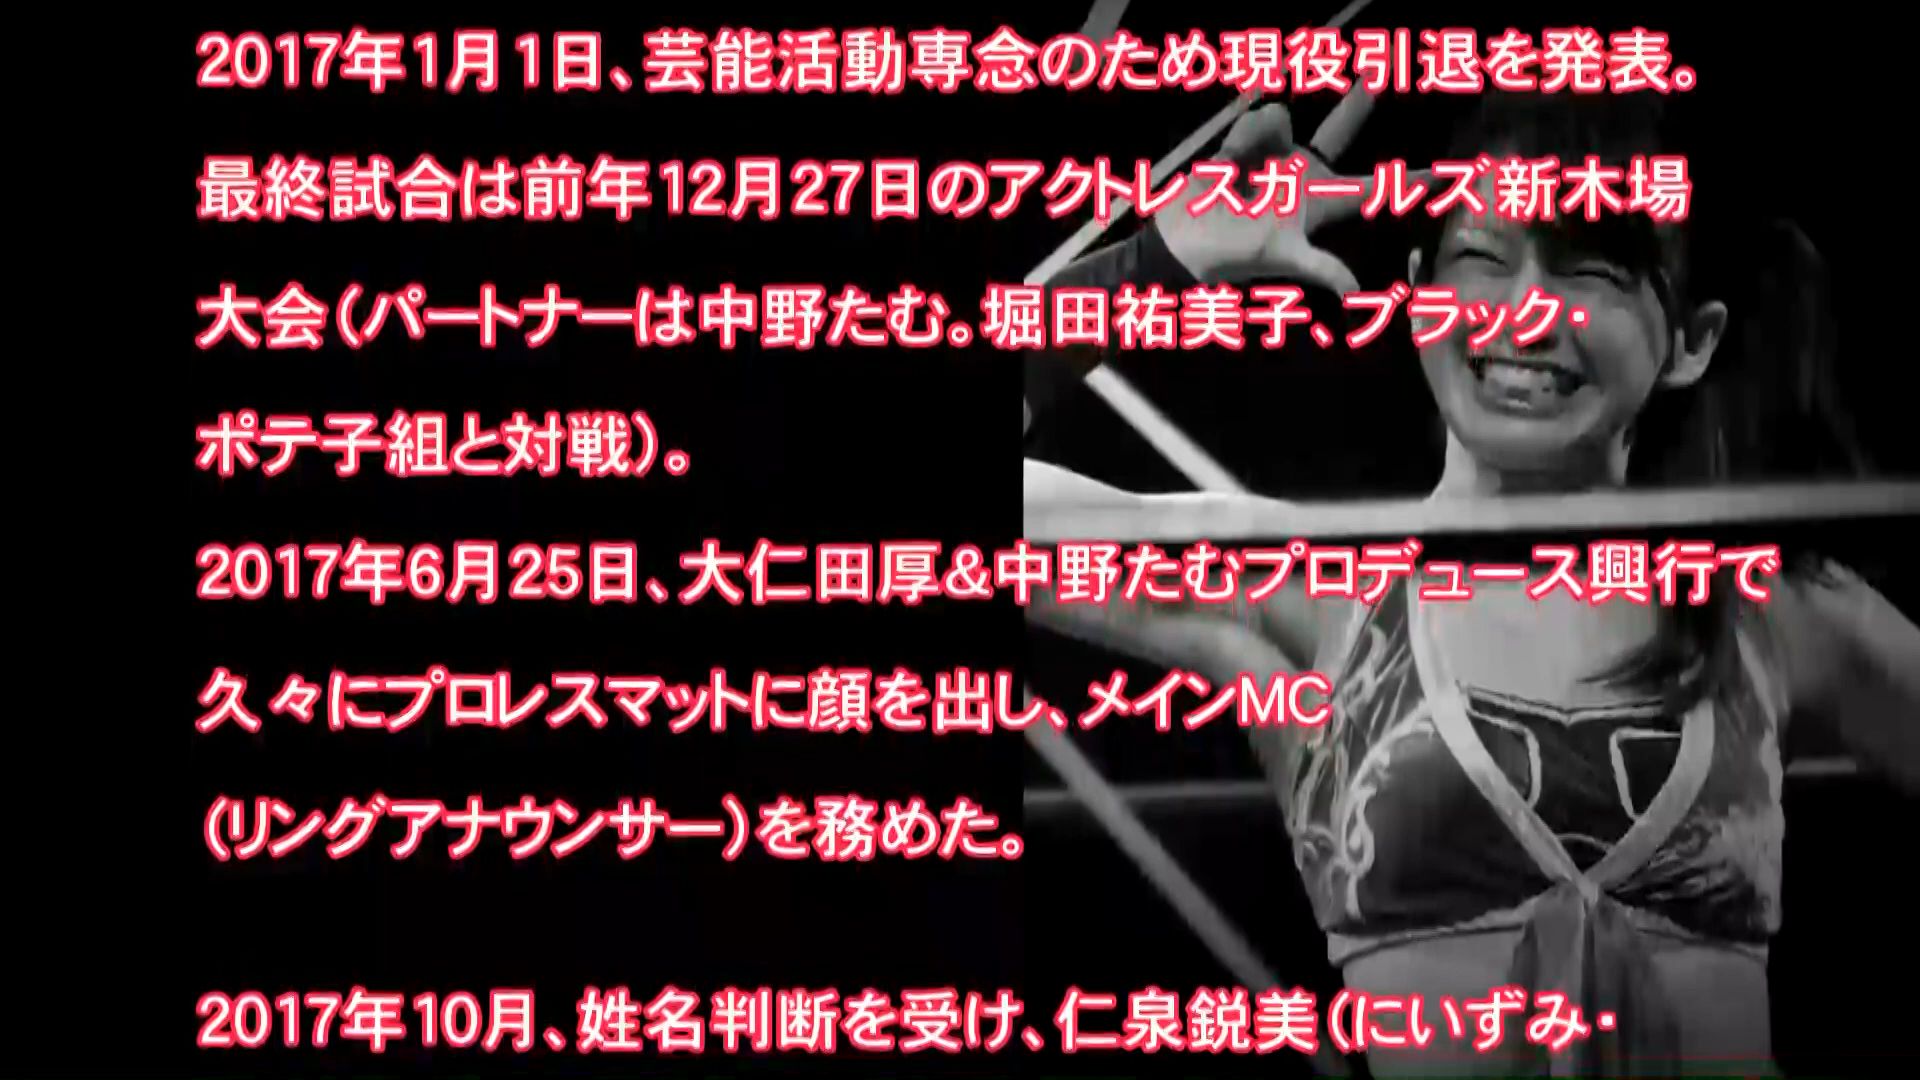 2017年1月1日、芸能活動専念のため現役引退を発表。
最終試合は前年12月27日のアクトレスガールズ新木場
大会(パートナーは中野たむ。堀田祐美子、ブラック・
ポテ子組と対戦)。
2017年6月25日、大仁田厚&中野たむプロデュース興行で
久々にプロレスマットに顔を出し、メインMC
(リングアナウンサー)を務めた。
2017年10月、姓名判断を受け、仁泉鋭美(にいずみ・